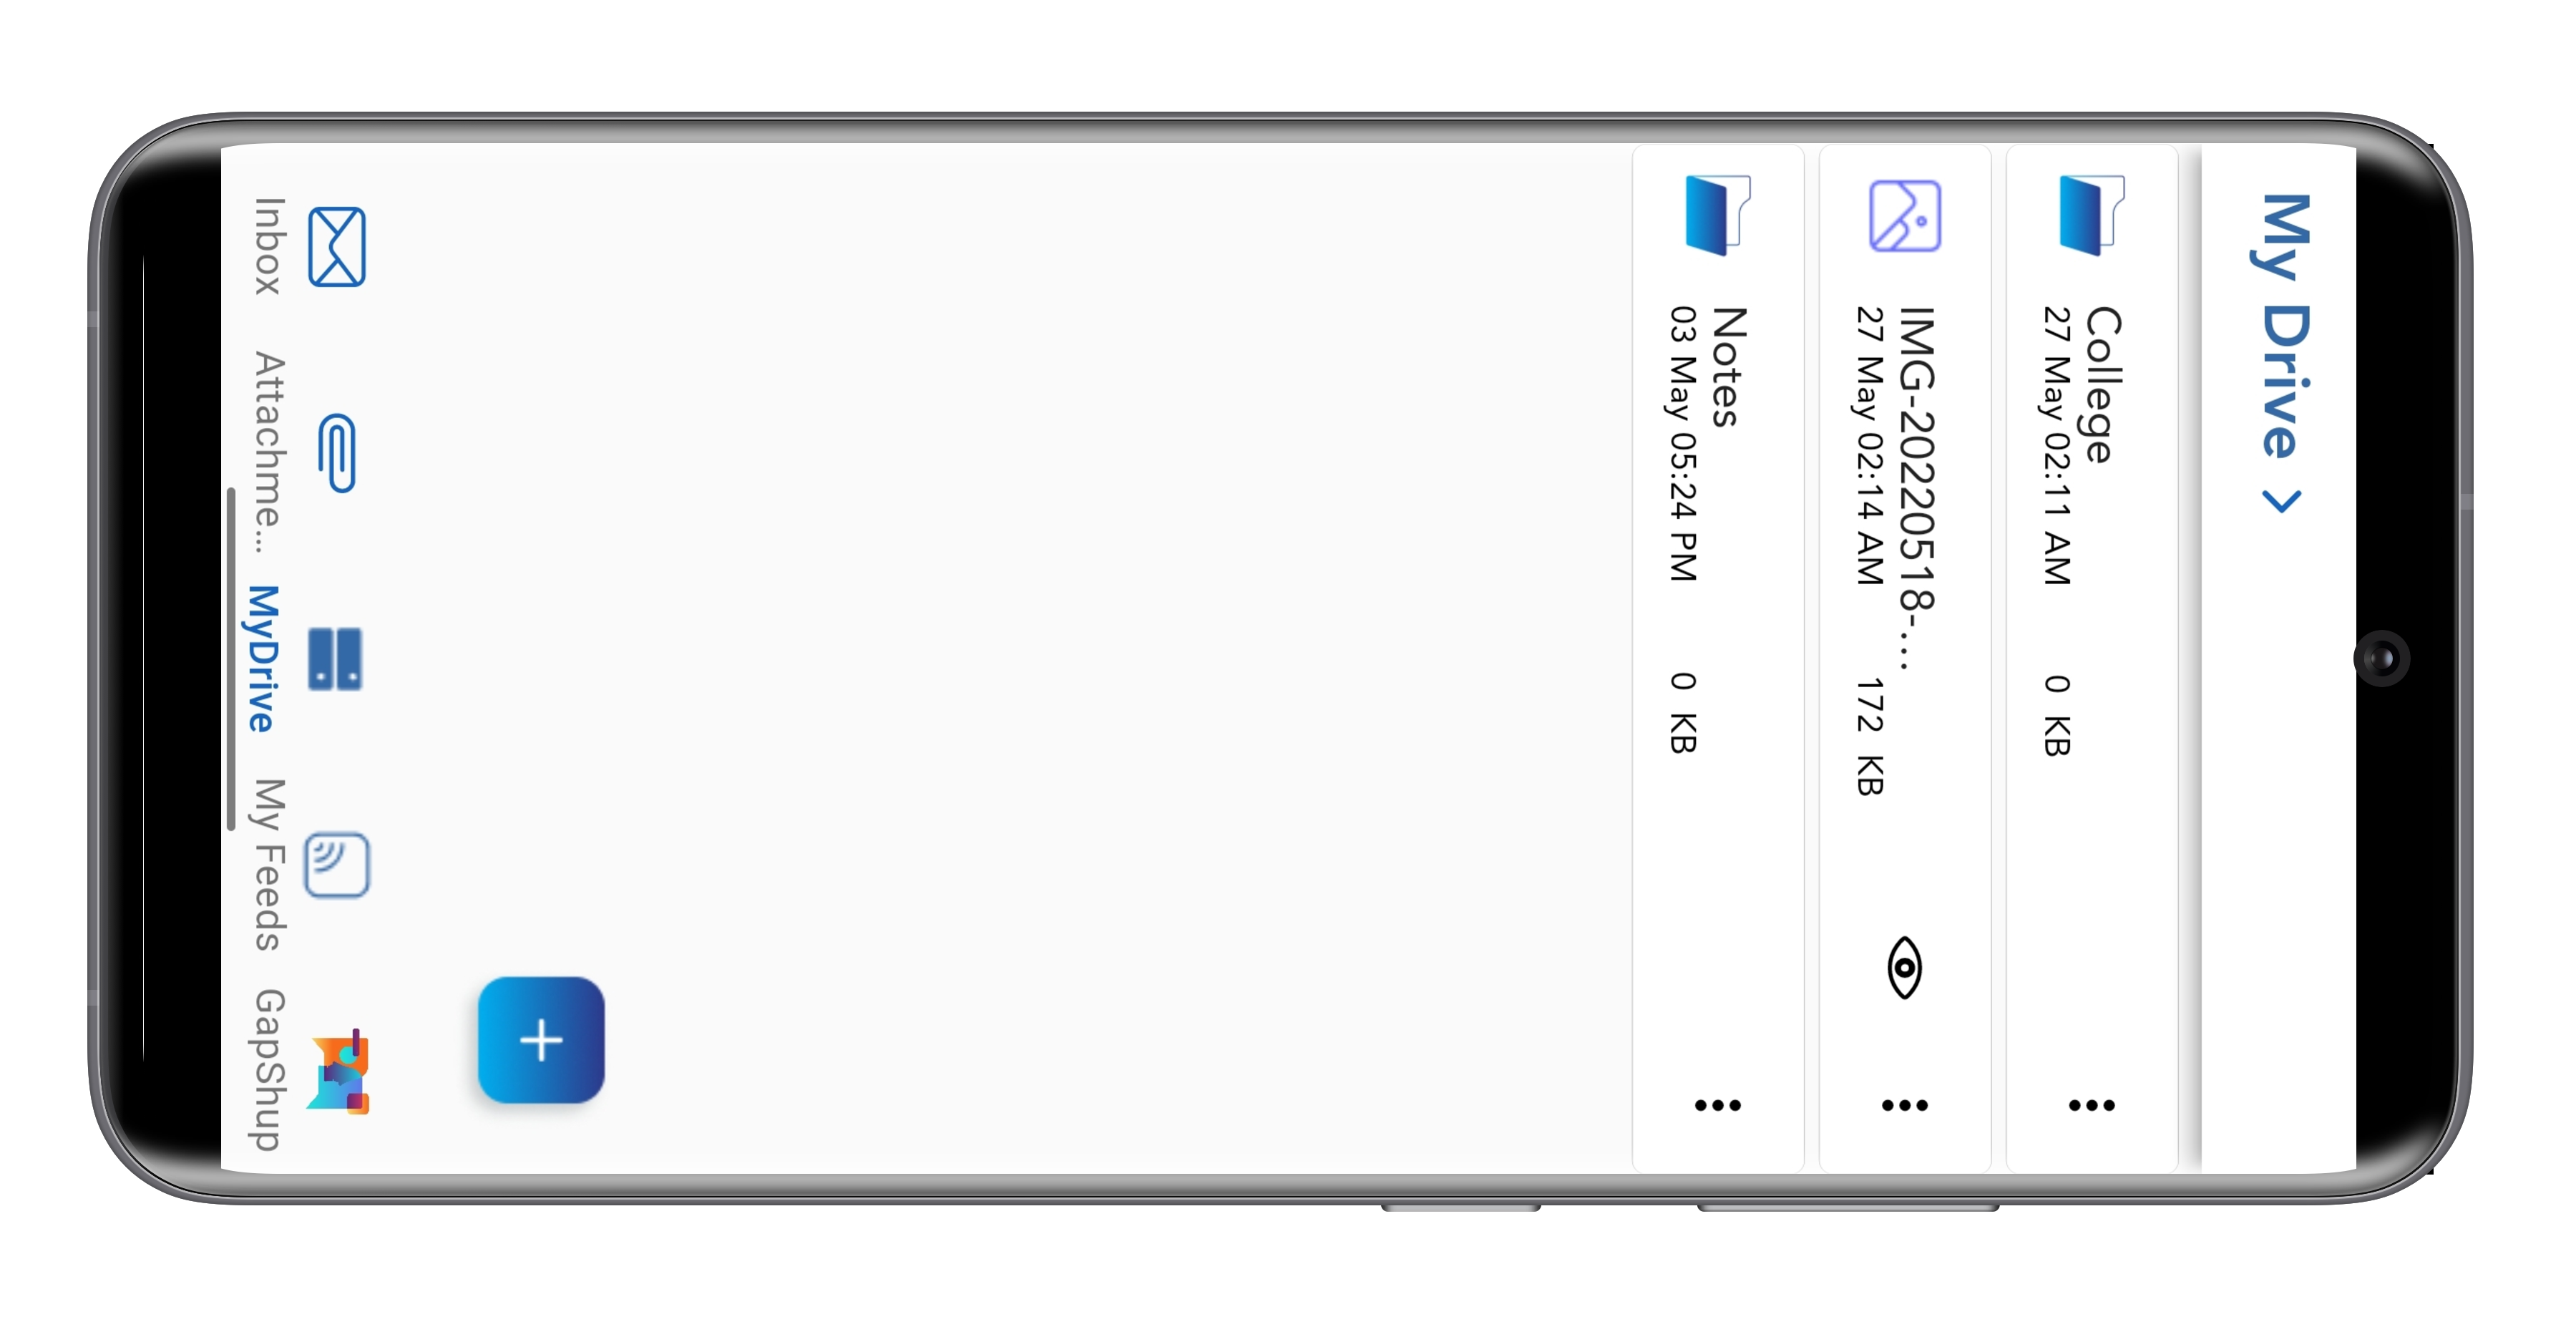 My Drive
College
27 May 02:11 AM 0 KB
IMG-20220518-...
27 May 02:14 AM 172 KB
Notes
03 May 05:24 PM 0 KB
Inbox Attachme... MyDrive My Feeds GapShup